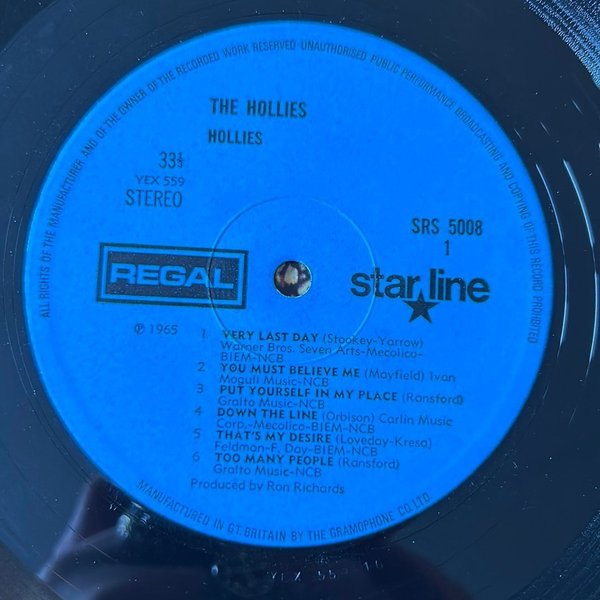 ALL RIGHTS OF THE MANUFACTURER AND OF THE OWNER OF THE RECORDED WORK RESERVED · UNAUTHORISED PUBLIC PERFORMANCE BROADCASTING AND COPYING OF THIS RECORD PROHIBITED
THE HOLLIES
HOLLIES
33⅓
YEX 559
STEREO
SRS 5008
1
REGAL
star line
℗ 1965
1 VERY LAST DAY (Stookey-Yarrow)
Warner Bros. Seven Arts-Mecolico-
BIEM-NCB
2 YOU MUST BELIEVE ME (Mayfield) Ivan
Mogull Music-NCB
3 PUT YOURSELF IN MY PLACE (Ransford)
Gralto Music-NCB
4 DOWN THE LINE (Orbison) Carlin Music
Corp.-Mecolico-BIEM-NCB
5 THAT'S MY DESIRE (Loveday-Kresa)
Feldman-F. Day-BIEM-NCB
6 TOO MANY PEOPLE (Ransford)
Gralto Music-NCB
Produced by Ron Richards
MANUFACTURED IN GT. BRITAIN BY THE GRAMOPHONE CO. LTD.
YEX 55